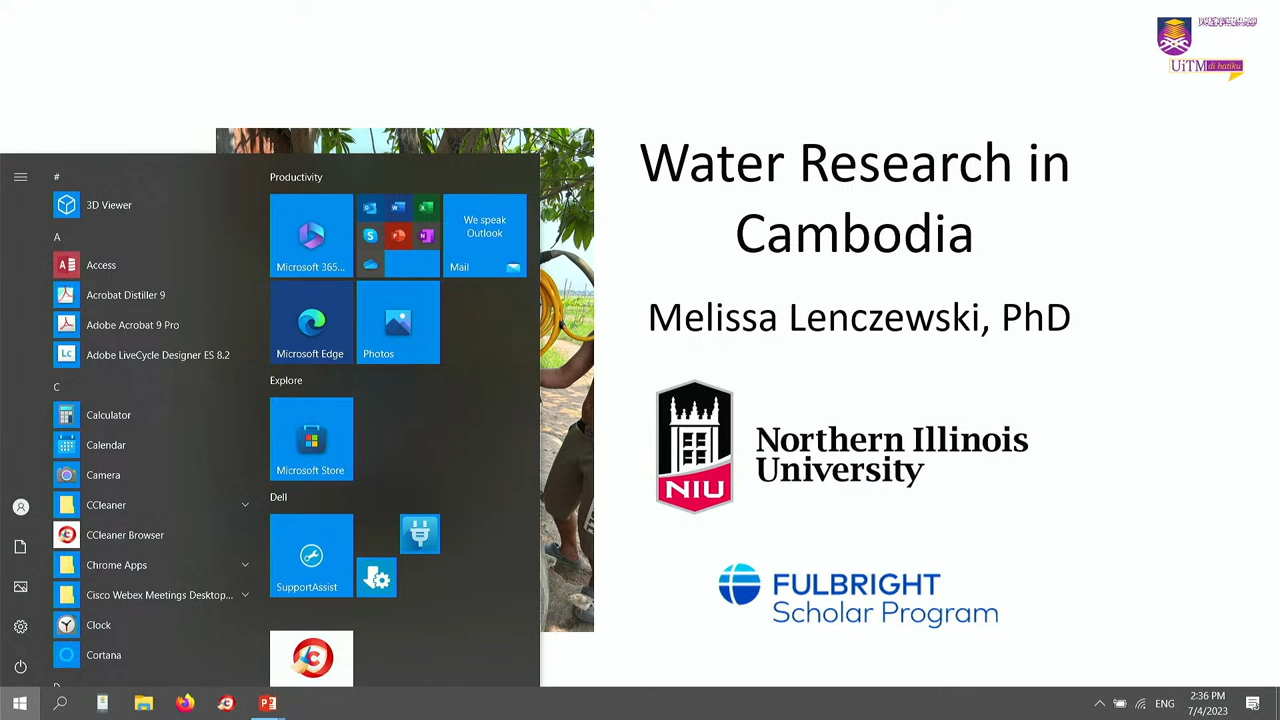 UiTM di hatiku
Water Research in
Cambodia
Melissa Lenczewski, PhD
NIU
Northern Illinois
University
FULBRIGHT
Scholar Program
#
3D Viewer
A
Access
Acrobat Distiller 9
Adobe Acrobat 9 Pro
Adobe LiveCycle Designer ES 8.2
C
Calculator
Calendar
Camera
CCleaner
CCleaner Browser
Chrome Apps
Cisco Webex Meetings Desktop...
Clock
Cortana
Productivity
Microsoft 365...
We speak
Outlook
Mail
Microsoft Edge
Photos
Explore
Microsoft Store
Dell
SupportAssist
ENG
2:36 PM
7/4/2023